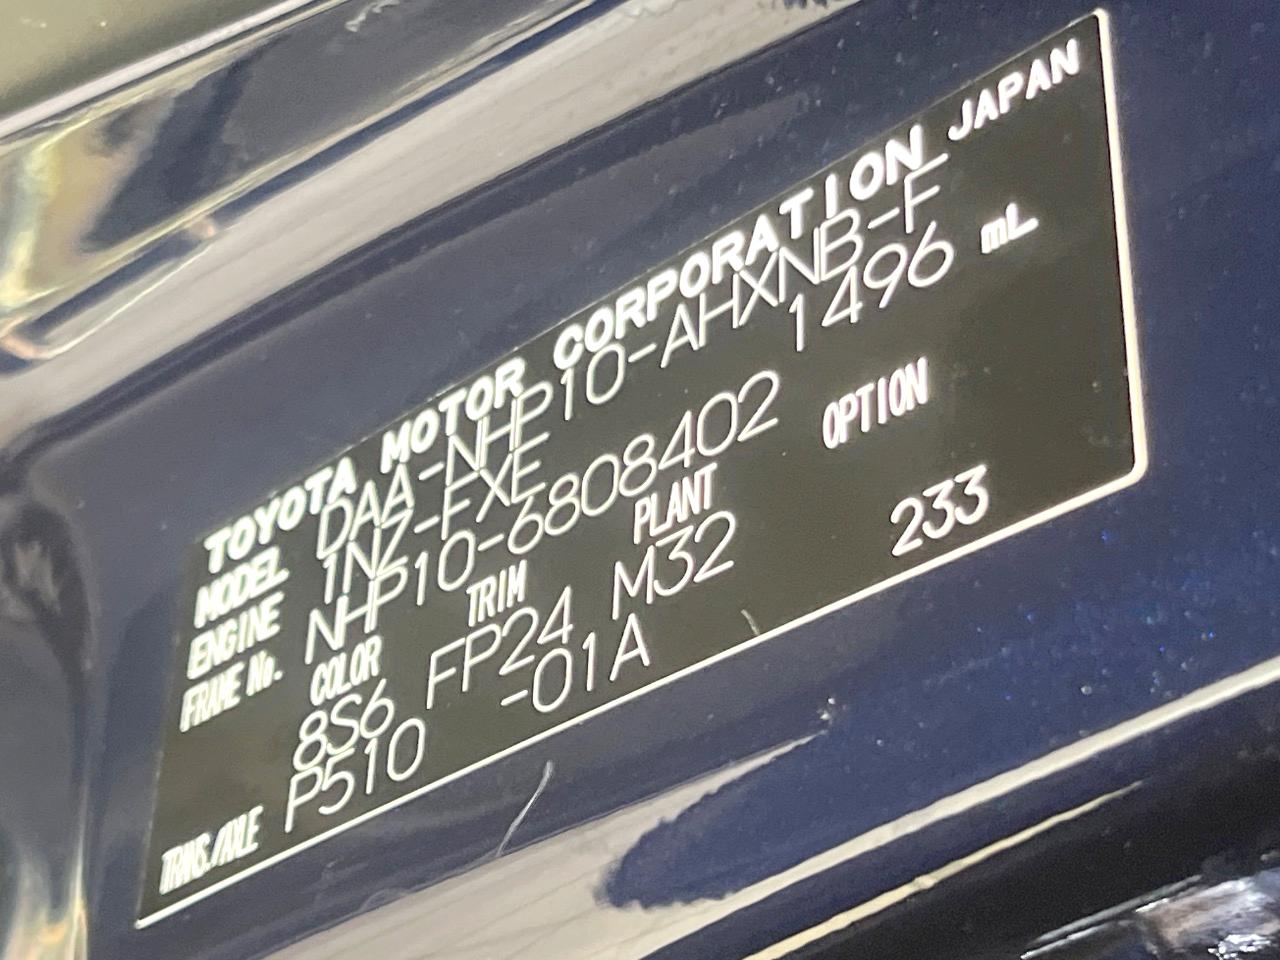 TOYOTA MOTOR CORPORATION JAPAN
MODEL DAA-NHP10-AHXNB-F
ENGINE 1NZ-FXE 1496 mL
FRAME No. NHP10-6808402
COLOR TRIM PLANT OPTION
8S6 FP24 M32 233
TRANS./AXLE P510 -01A